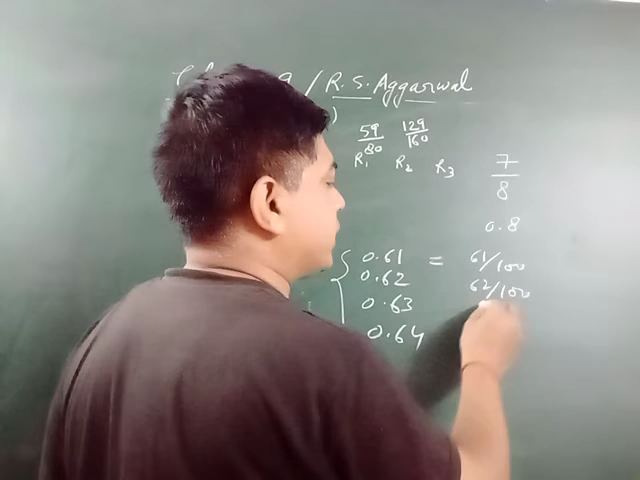 9 / R. S. Aggarwal
)
59/80 129/160
R₁ R₂ R₃ 7/8
0.8
0.61 = 61/100
0.62 62/100
0.63
0.64